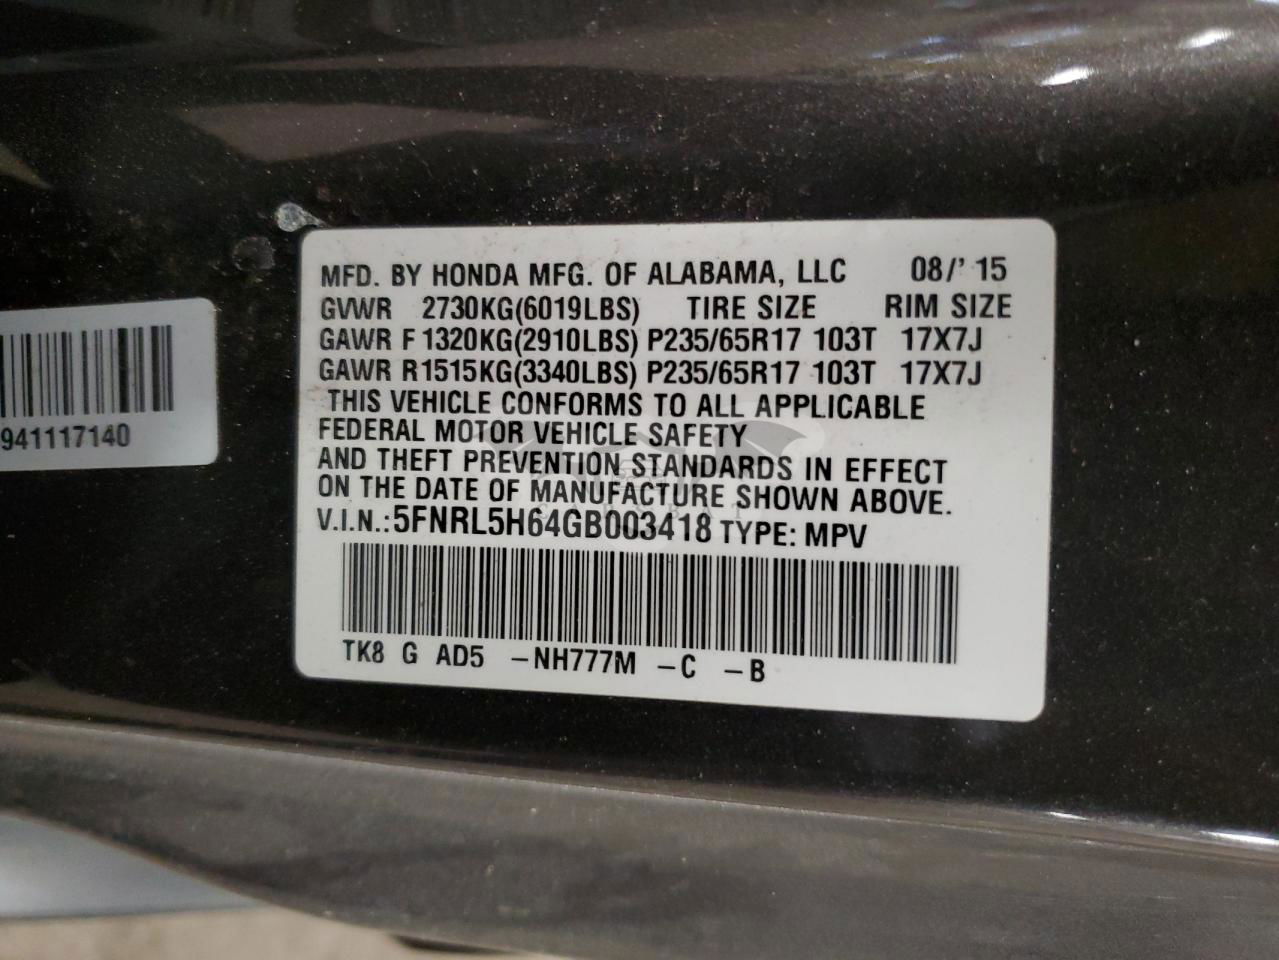 MFD. BY HONDA MFG. OF ALABAMA, LLC 08/'15
GVWR 2730KG(6019LBS) TIRE SIZE RIM SIZE
GAWR F 1320KG(2910LBS) P235/65R17 103T 17X7J
GAWR R1515KG(3340LBS) P235/65R17 103T 17X7J
THIS VEHICLE CONFORMS TO ALL APPLICABLE
FEDERAL MOTOR VEHICLE SAFETY
AND THEFT PREVENTION STANDARDS IN EFFECT
ON THE DATE OF MANUFACTURE SHOWN ABOVE.
V.I.N.:5FNRL5H64GB003418 TYPE: MPV
TK8 G AD5 -NH777M -C -B
941117140